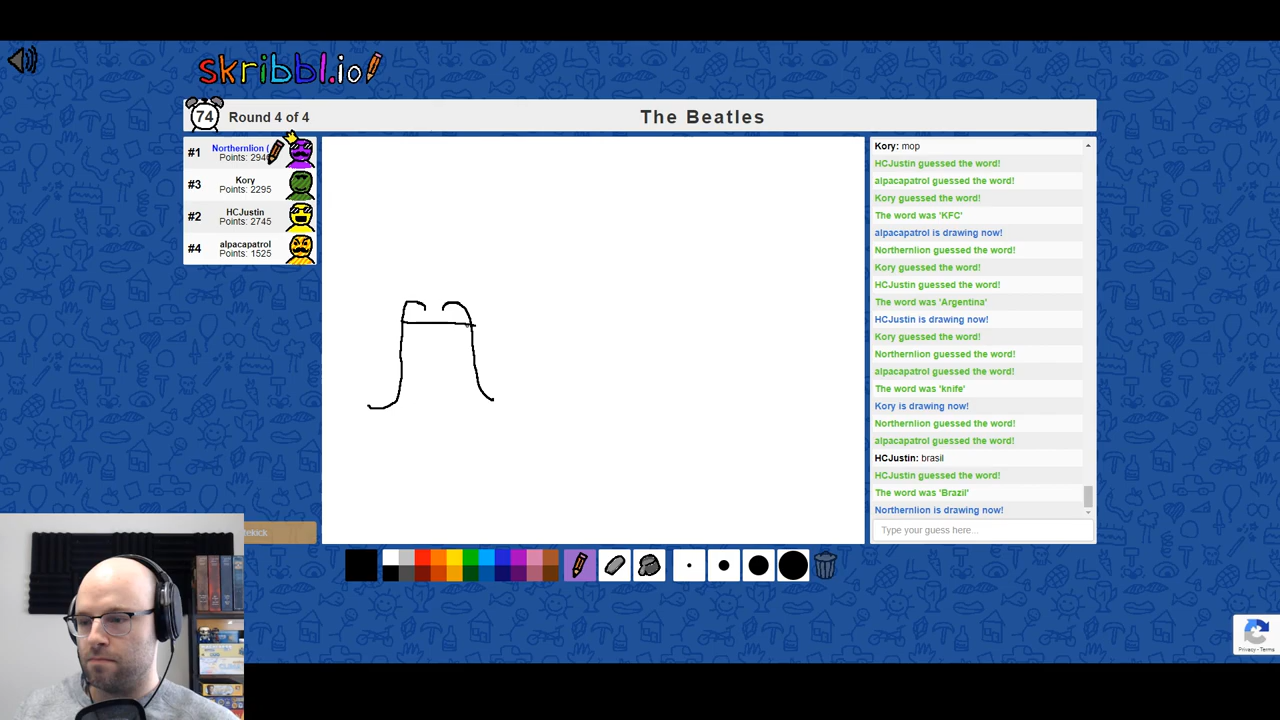 skribbl.io
74
Round 4 of 4
The Beatles
#1
Northernlion (
Points: 294
#3
Kory
Points: 2295
#2
HCJustin
Points: 2745
#4
alpacapatrol
Points: 1525
Kory: mop
HCJustin guessed the word!
alpacapatrol guessed the word!
Kory guessed the word!
The word was 'KFC'
alpacapatrol is drawing now!
Northernlion guessed the word!
Kory guessed the word!
HCJustin guessed the word!
The word was 'Argentina'
HCJustin is drawing now!
Kory guessed the word!
Northernlion guessed the word!
alpacapatrol guessed the word!
The word was 'knife'
Kory is drawing now!
Northernlion guessed the word!
alpacapatrol guessed the word!
HCJustin: brasil
HCJustin guessed the word!
The word was 'Brazil'
Northernlion is drawing now!
Type your guess here...
Privacy - Terms